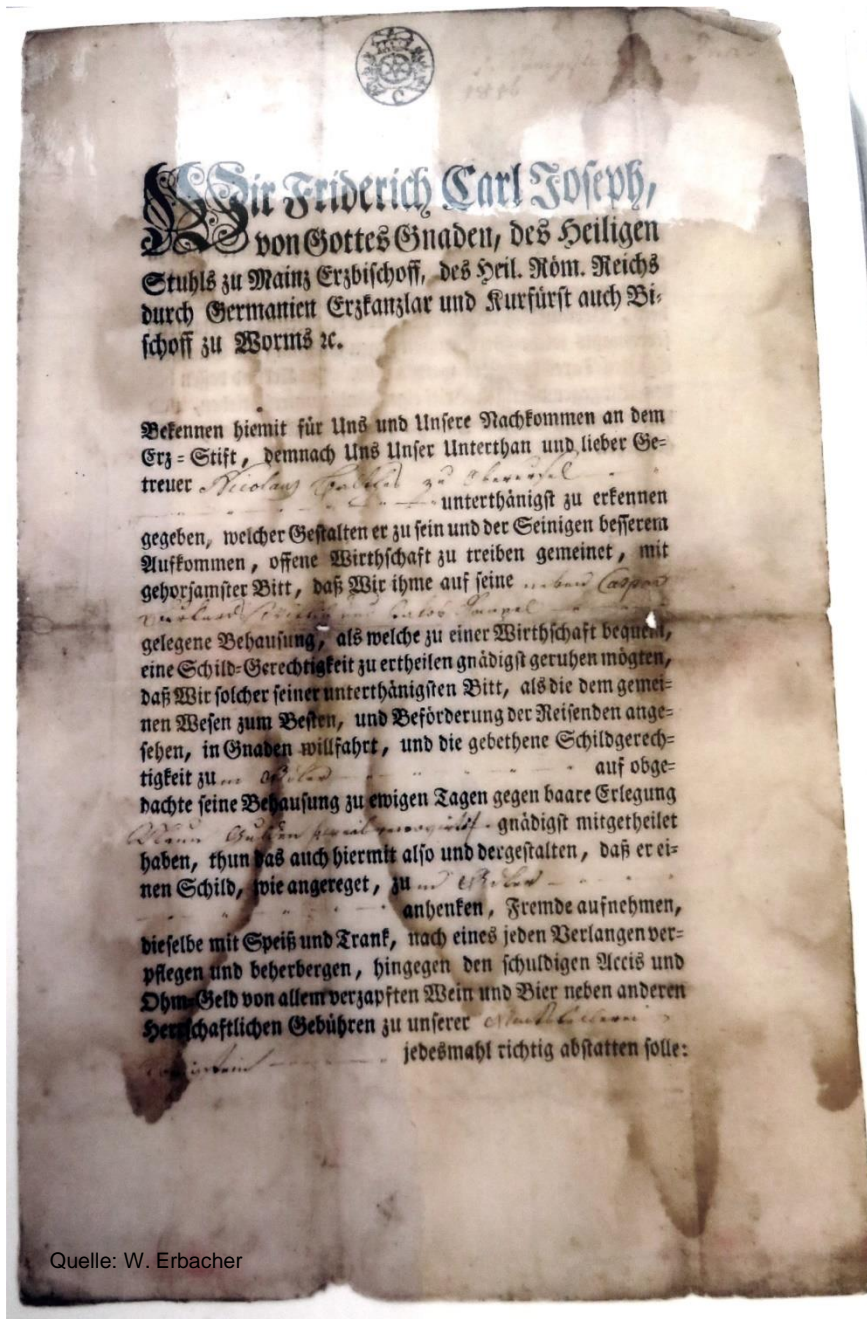 Wir Friderich Carl Joseph,
von Gottes Gnaden, des Heiligen
Stuhls zu Mainz Erzbischoff, des Heil. Röm. Reichs
durch Germanien Erzkanzlar und Kurfürst auch Bi-
schoff zu Worms ꝛc.
Bekennen hiemit für Uns und Unsere Nachkommen an dem
Erz-Stift, demnach Uns Unser Unterthan und lieber Ge-
treuer Nicolaus zu
unterthänigst zu erkennen
gegeben, welcher Gestalten er zu sein und der Seinigen besserem
Aufkommen, offene Wirthschaft zu treiben gemeinet, mit
gehorsamster Bitt, daß Wir ihme auf seine neben Caspar
gelegene Behausung, als welche zu einer Wirthschaft bequem,
eine Schild-Gerechtigkeit zu ertheilen gnädigst geruhen mögten,
daß Wir solcher seiner unterthänigsten Bitt, als die dem gemei-
nen Wesen zum Besten, und Beförderung der Reisenden ange-
sehen, in Gnaden willfahrt, und die gebethene Schildgerech-
tigkeit zu auf obge-
dachte seine Behausung zu ewigen Tagen gegen baare Erlegung
gnädigst mitgetheilet
haben, thun das auch hiermit also und dergestalten, daß er ei-
nen Schild, wie angereget, zu
anhenken, Fremde aufnehmen,
dieselbe mit Speiß und Trank, nach eines jeden Verlangen ver-
pflegen und beherbergen, hingegen den schuldigen Accis und
Ohm-Geld von allem verzapften Wein und Bier neben anderen
Herrschaftlichen Gebühren zu unserer
jedesmahl richtig abstatten solle:
Quelle: W. Erbacher